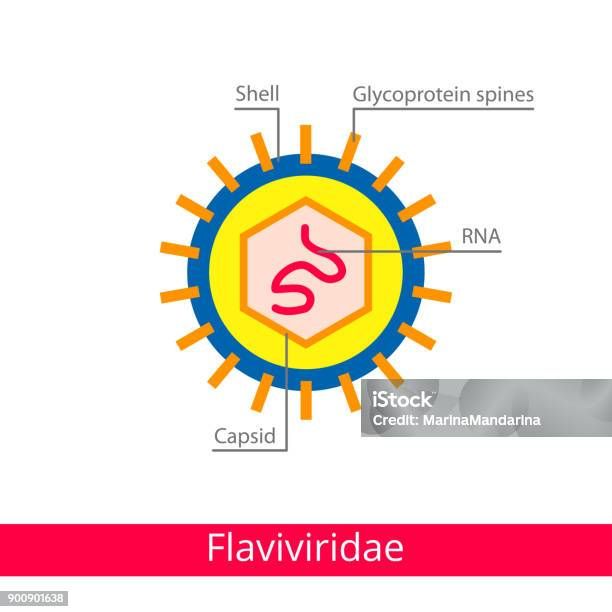 Shell
Glycoprotein spines
RNA
Capsid
iStock
Credit: MarinaMandarina
Flaviviridae
900901638